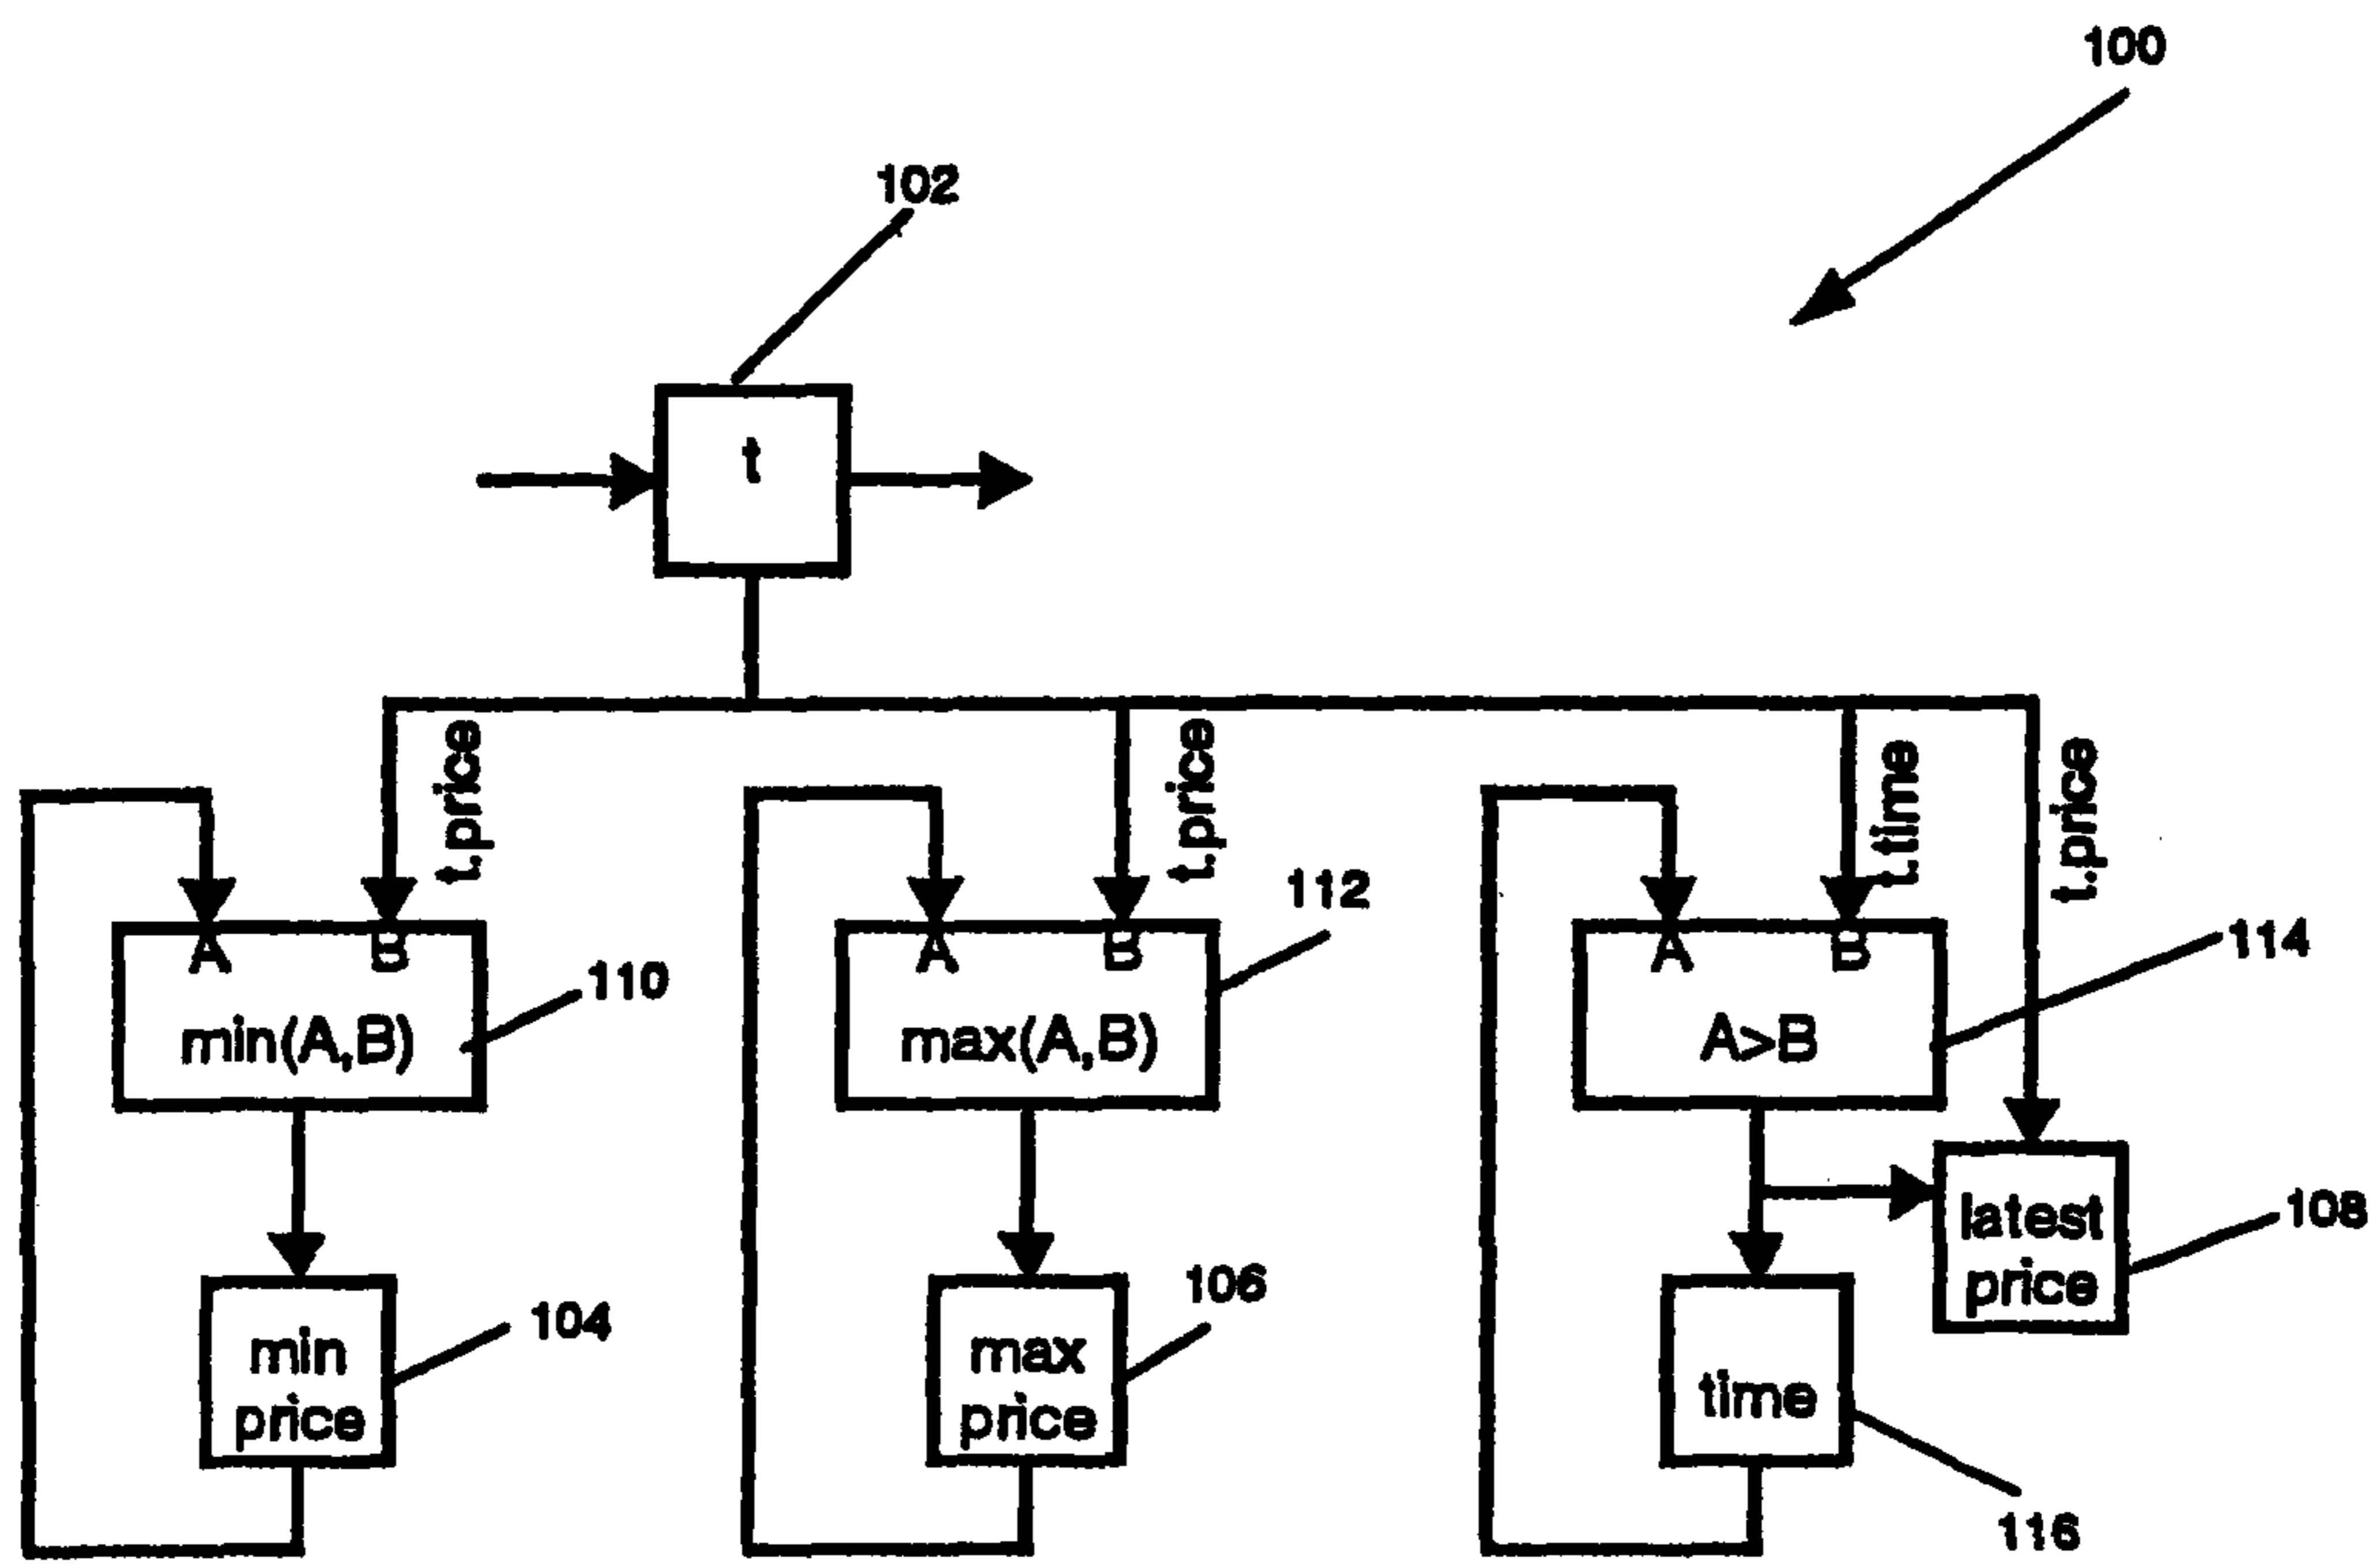 100
102
t
t.price
t.price
t.time
t.price
A B
min(A,B)
110
A B
max(A,B)
112
A B
A>B
114
min
price
104
max
price
106
time
116
latest
price
108